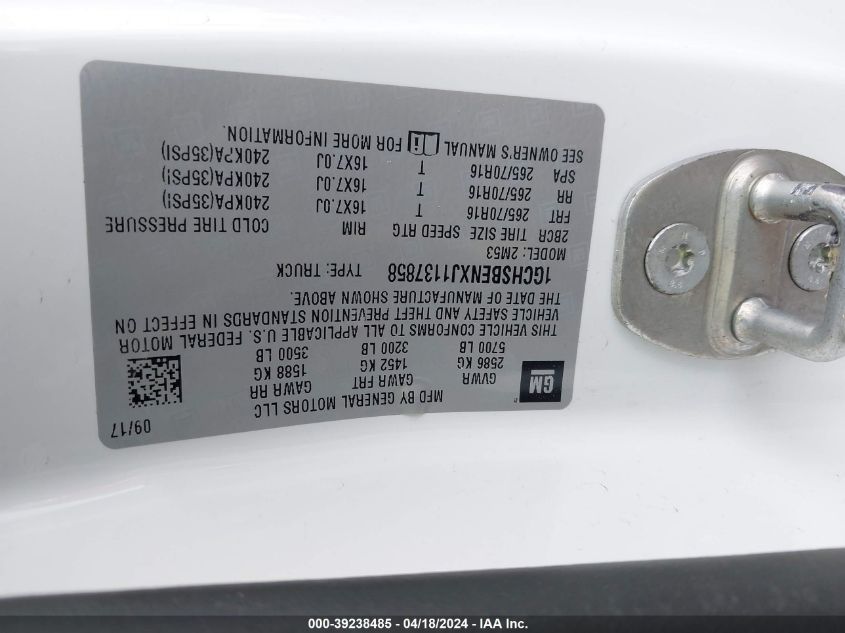 MFD BY GENERAL MOTORS LLC 09/17
GM
GVWR GAWR FRT GAWR RR
2586 KG 1452 KG 1588 KG
5700 LB 3200 LB 3500 LB
THIS VEHICLE CONFORMS TO ALL APPLICABLE U.S. FEDERAL MOTOR
VEHICLE SAFETY AND THEFT PREVENTION STANDARDS IN EFFECT ON
THE DATE OF MANUFACTURE SHOWN ABOVE.
1GCHSBENXJ1137858 TYPE: TRUCK
MODEL: 2M53
2BCR TIRE SIZE SPEED RTG RIM COLD TIRE PRESSURE
FRT 265/70R16 T 16X7.0J 240KPA(35PSI)
RR 265/70R16 T 16X7.0J 240KPA(35PSI)
SPA 265/70R16 T 16X7.0J 240KPA(35PSI)
SEE OWNER'S MANUAL FOR MORE INFORMATION.
000-39238485 - 04/18/2024 - IAA Inc.